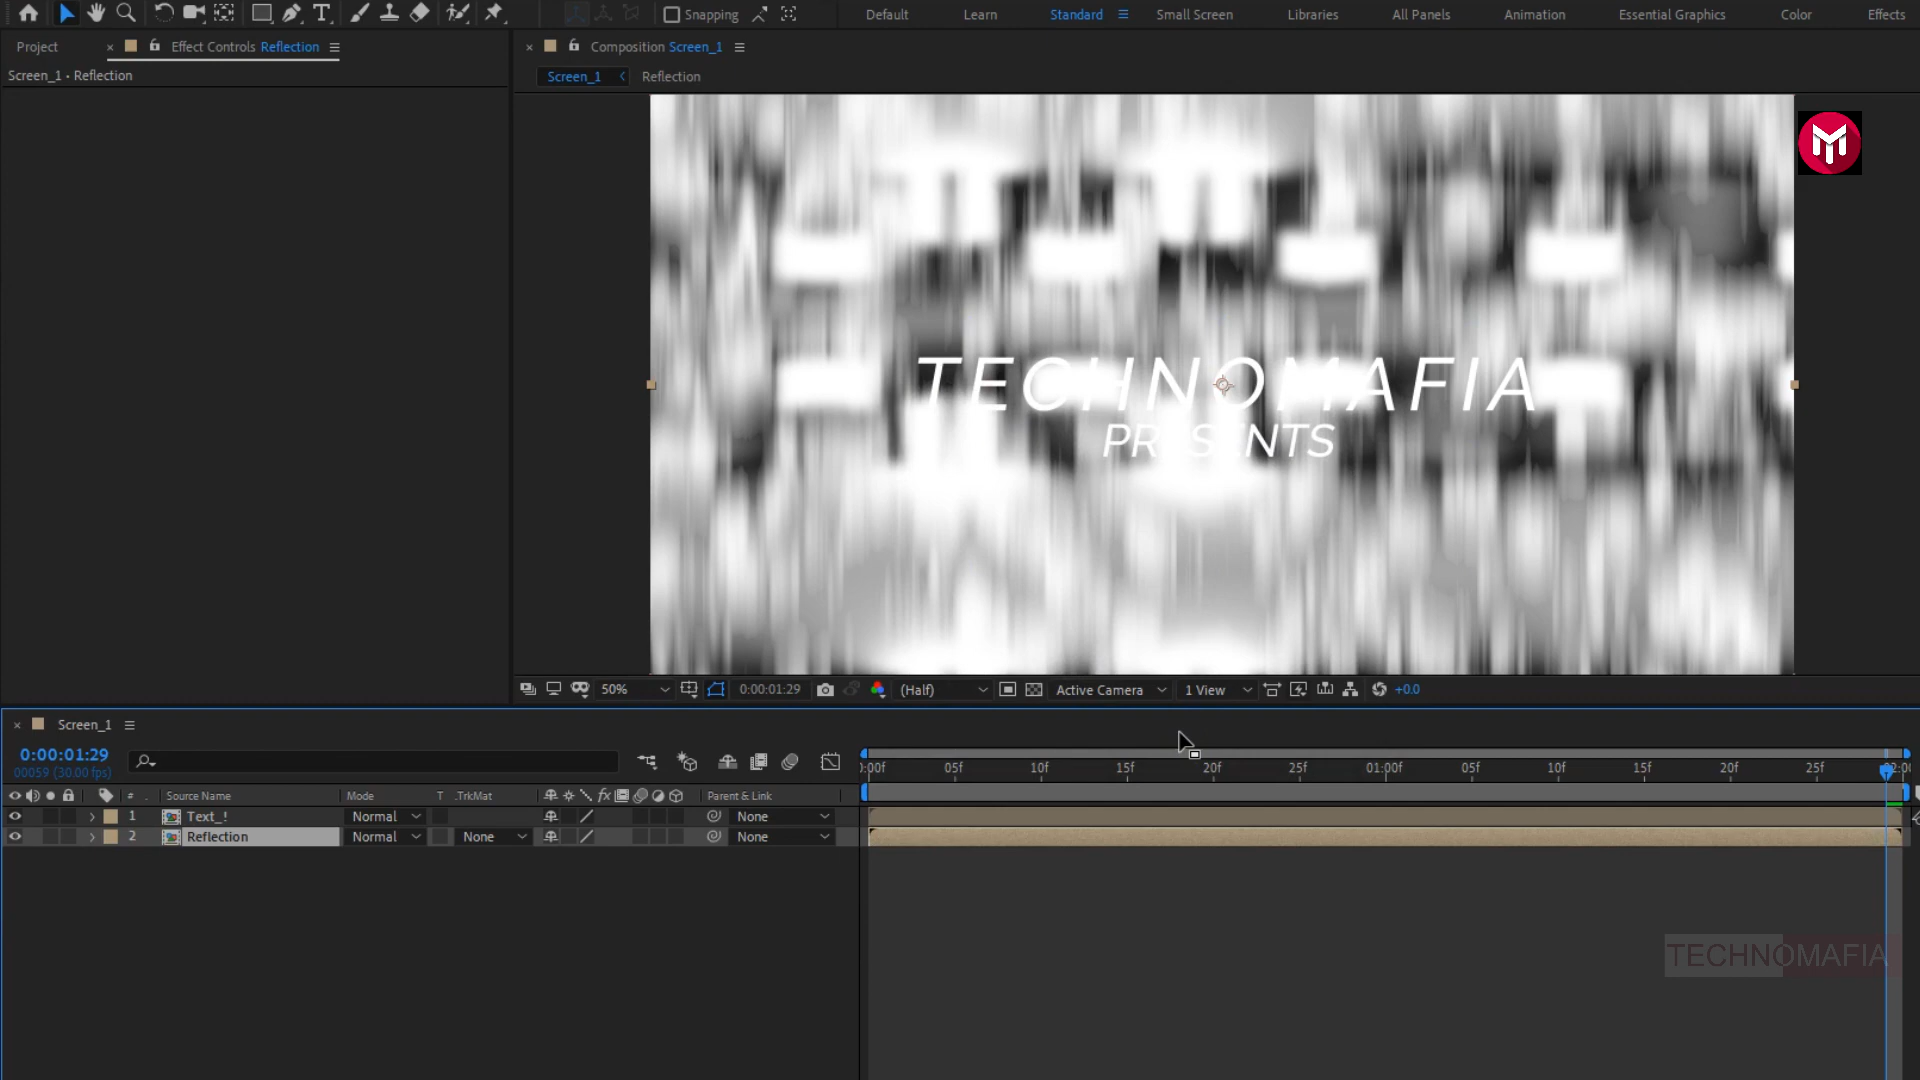 Snapping
Default
Learn
Standard
Small Screen
Libraries
All Panels
Animation
Essential Graphics
Color
Effects
Project
Effect Controls Reflection
Composition Screen_1
Screen_1 • Reflection
Screen_1
Reflection
TECHNOMAFIA
PRESENTS
50%
0:00:01:29
(Half)
Active Camera
1 View
+0.0
Screen_1
0:00:01:29
00059 (30.00 fps)
:00f 05f 10f 15f 20f 25f 01:00f 05f 10f 15f 20f 25f 02:00
# Source Name Mode T .TrkMat fx Parent & Link
1 Text_! Normal None
2 Reflection Normal None None
TECHNOMAFIA